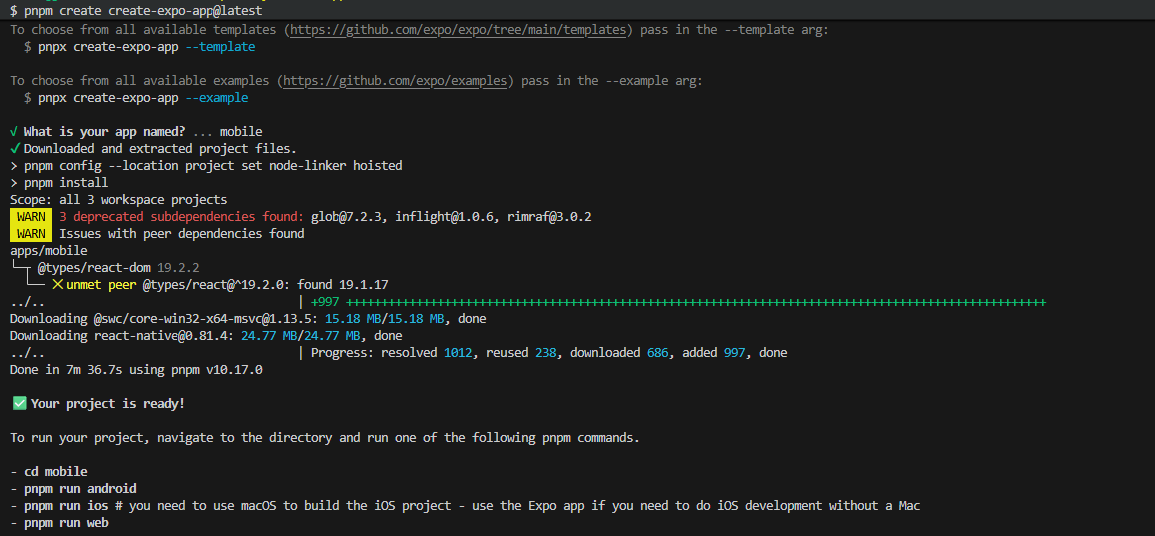 $ pnpm create create-expo-app@latest
To choose from all available templates (https://github.com/expo/expo/tree/main/templates) pass in the --template arg:
$ pnpx create-expo-app --template
To choose from all available examples (https://github.com/expo/examples) pass in the --example arg:
$ pnpx create-expo-app --example
√ What is your app named? ... mobile
✔ Downloaded and extracted project files.
> pnpm config --location project set node-linker hoisted
> pnpm install
Scope: all 3 workspace projects
WARN 3 deprecated subdependencies found: glob@7.2.3, inflight@1.0.6, rimraf@3.0.2
WARN Issues with peer dependencies found
apps/mobile
└─┬ @types/react-dom 19.2.2
└── ✕ unmet peer @types/react@^19.2.0: found 19.1.17
../.. | +997 ++++++++++++++++++++++++++++++++++++++++++++++++++++++++++++++++++++++++++++++++++++++++++++++++++++
Downloading @swc/core-win32-x64-msvc@1.13.5: 15.18 MB/15.18 MB, done
Downloading react-native@0.81.4: 24.77 MB/24.77 MB, done
../.. | Progress: resolved 1012, reused 238, downloaded 686, added 997, done
Done in 7m 36.7s using pnpm v10.17.0
✅ Your project is ready!
To run your project, navigate to the directory and run one of the following pnpm commands.
- cd mobile
- pnpm run android
- pnpm run ios # you need to use macOS to build the iOS project - use the Expo app if you need to do iOS development without a Mac
- pnpm run web